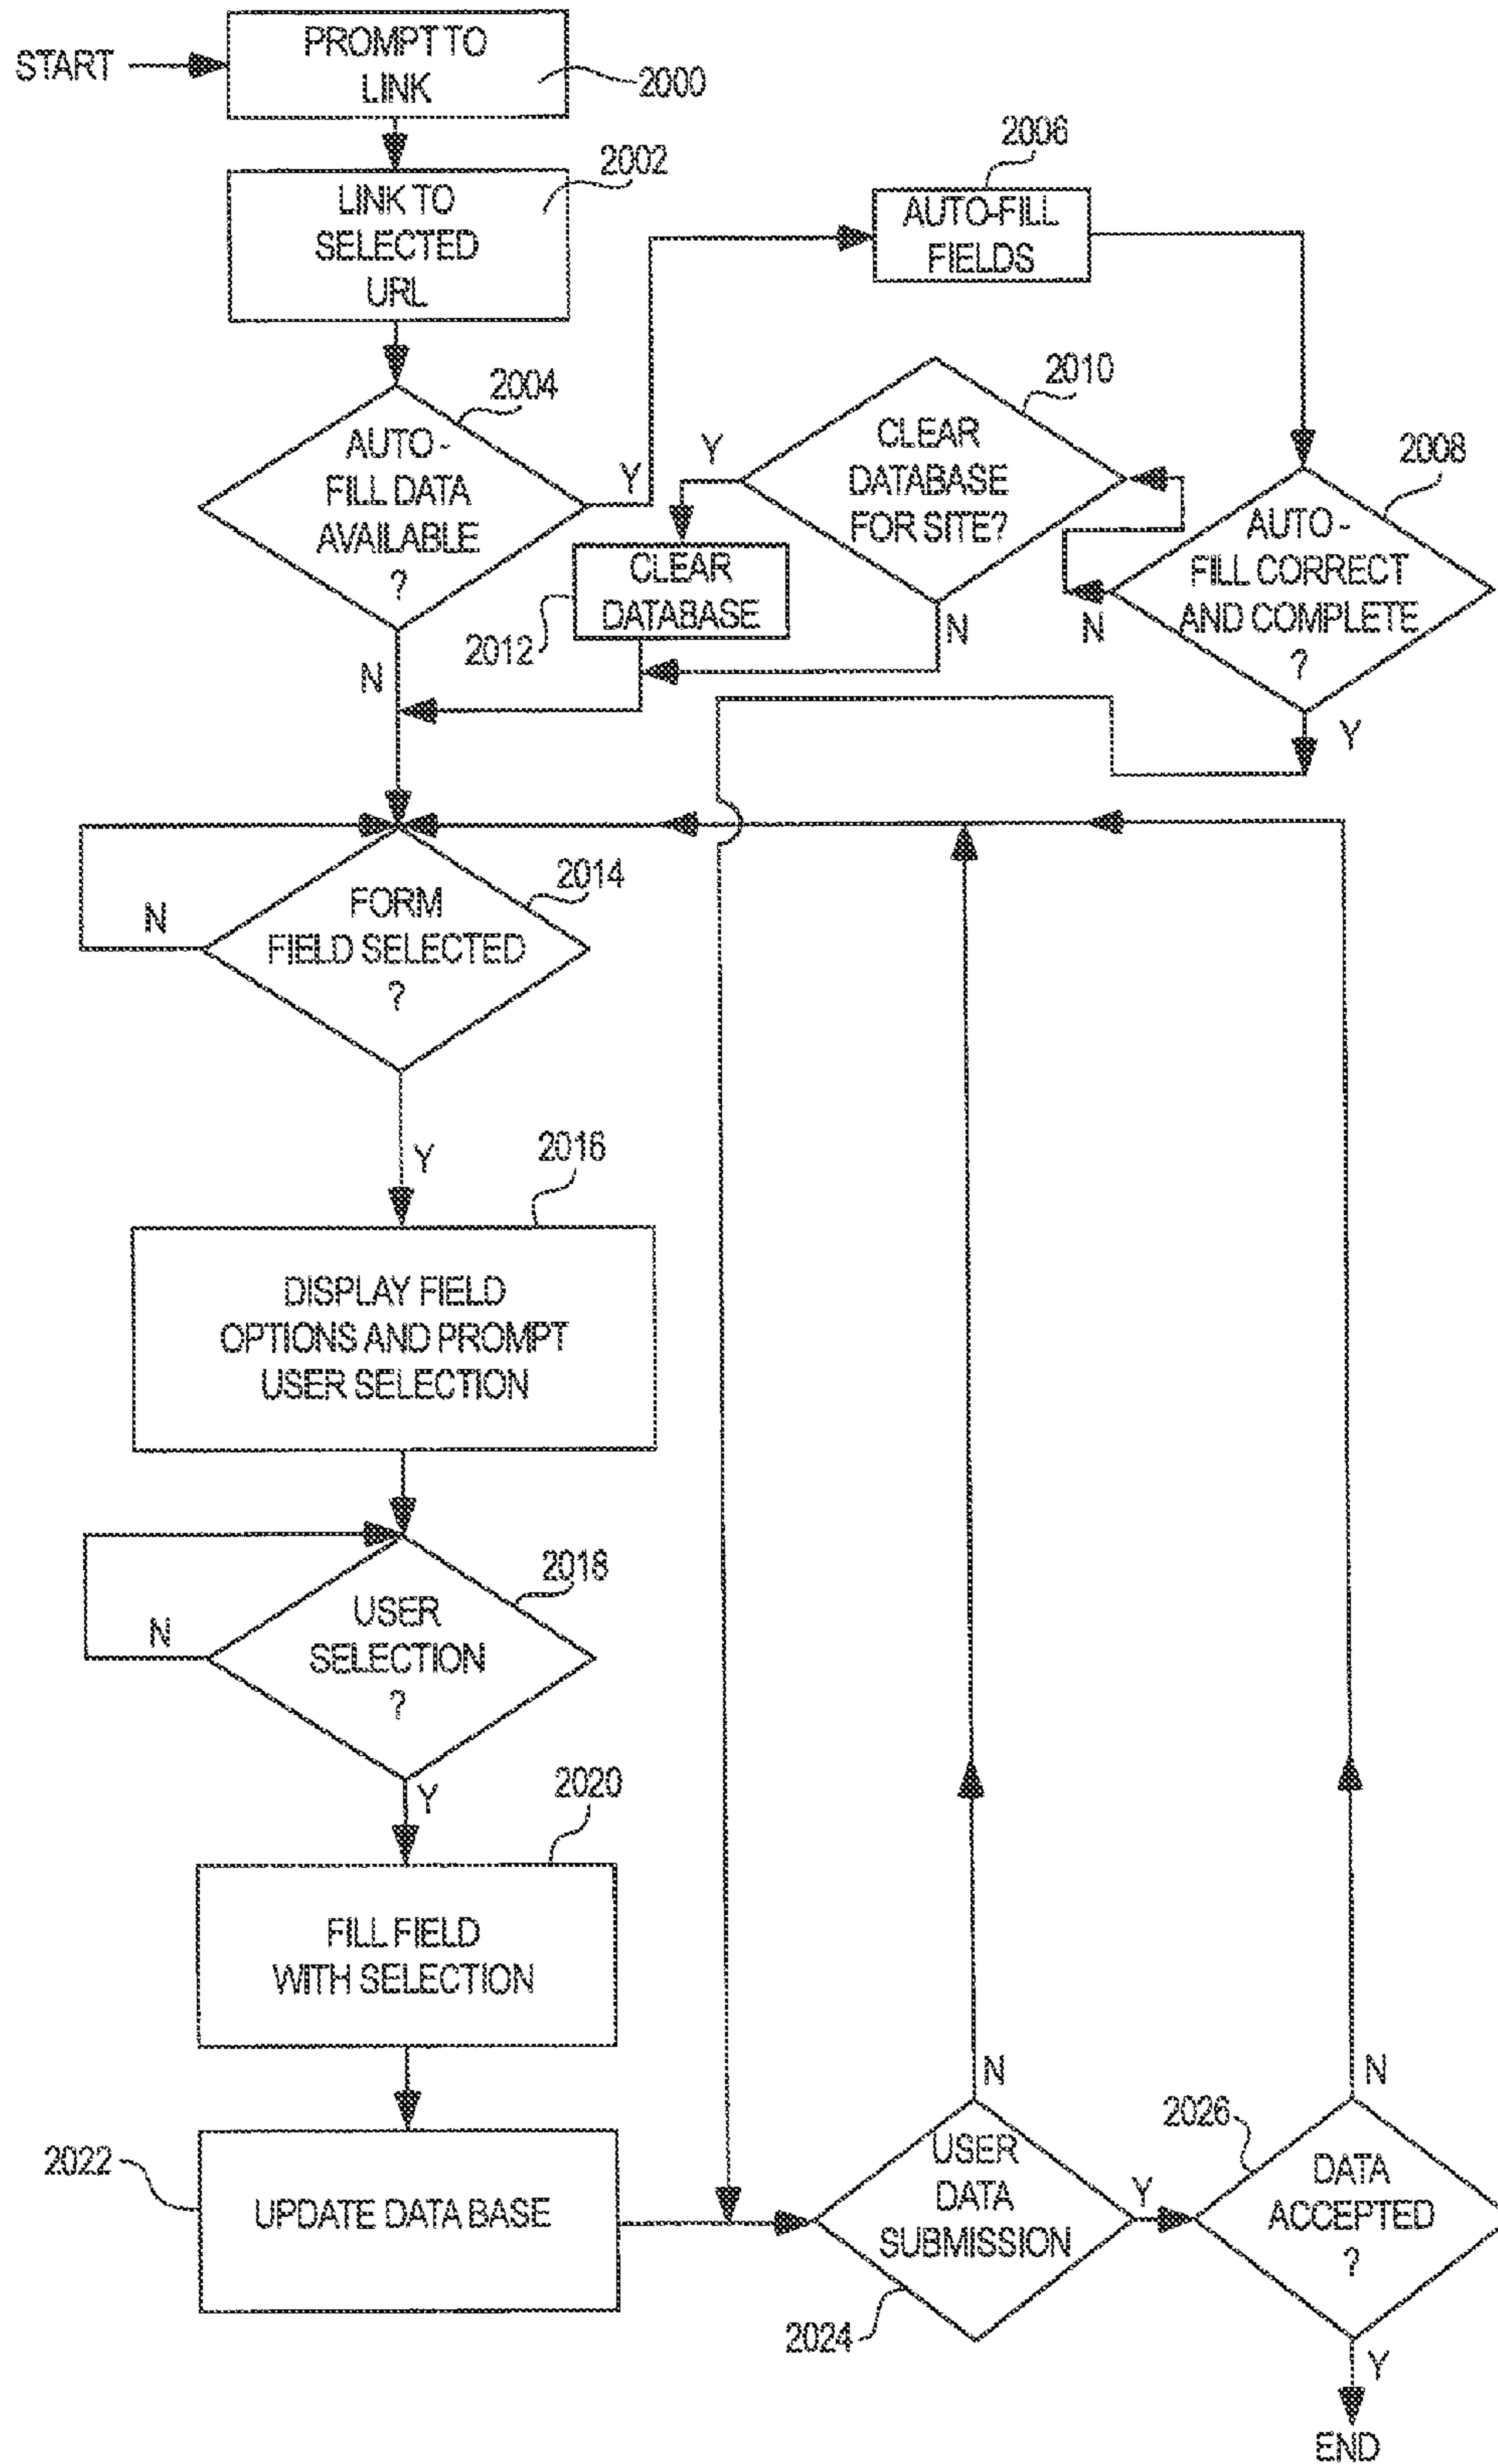 START
PROMPT TO
LINK
2000
2002
LINK TO
SELECTED
URL
2006
AUTO-FILL
FIELDS
2004
AUTO -
FILL DATA
AVAILABLE
?
Y
N
2010
CLEAR
DATABASE
FOR SITE?
Y
N
CLEAR
DATABASE
2012
2008
AUTO -
FILL CORRECT
AND COMPLETE
?
N
Y
2014
FORM
FIELD SELECTED
?
N
Y
2016
DISPLAY FIELD
OPTIONS AND PROMPT
USER SELECTION
2018
USER
SELECTION
?
N
Y
2020
FILL FIELD
WITH SELECTION
2022
UPDATE DATA BASE
N
USER
DATA
SUBMISSION
Y
2024
N
2026
DATA
ACCEPTED
?
Y
END